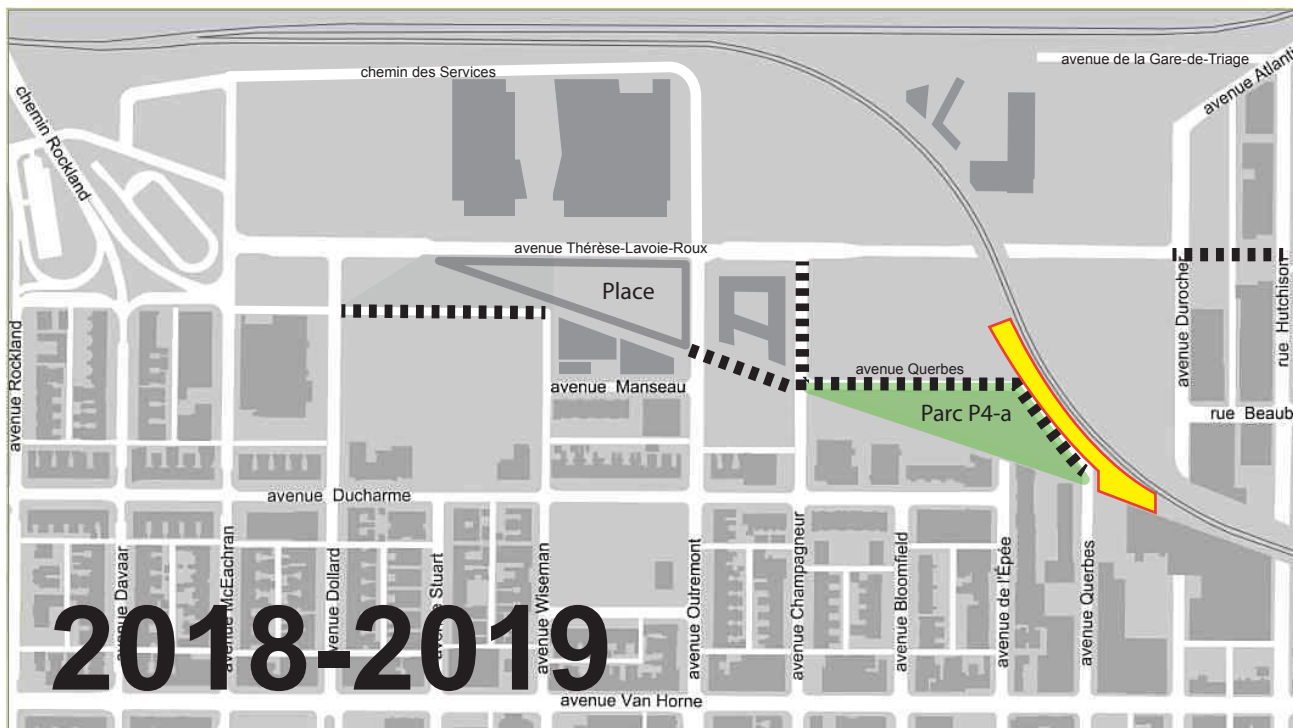 chemin des Services
avenue de la Gare-de-Triage
avenue Atlanti
chemin Rockland
avenue Thérèse-Lavoie-Roux
Place
avenue Durocher
rue Hutchison
avenue Rockland
avenue Manseau
avenue Querbes
Parc P4-a
rue Beaub
avenue Ducharme
avenue Davaar
avenue McEachran
avenue Dollard
avenue Stuart
avenue Wiseman
avenue Outremont
avenue Champagneur
avenue Bloomfield
avenue de l'Épée
avenue Querbes
2018-2019
avenue Van Horne